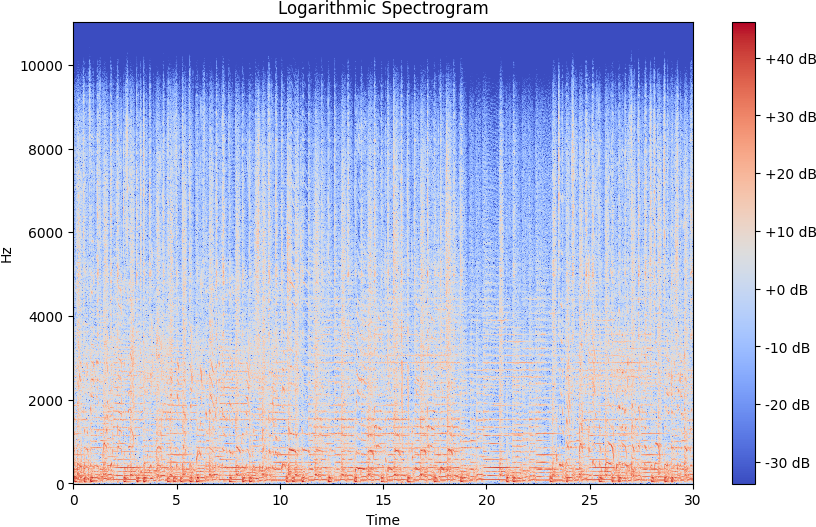 Logarithmic Spectrogram
Hz
10000
8000
6000
4000
2000
0
0 5 10 15 20 25 30
Time
+40 dB
+30 dB
+20 dB
+10 dB
+0 dB
-10 dB
-20 dB
-30 dB